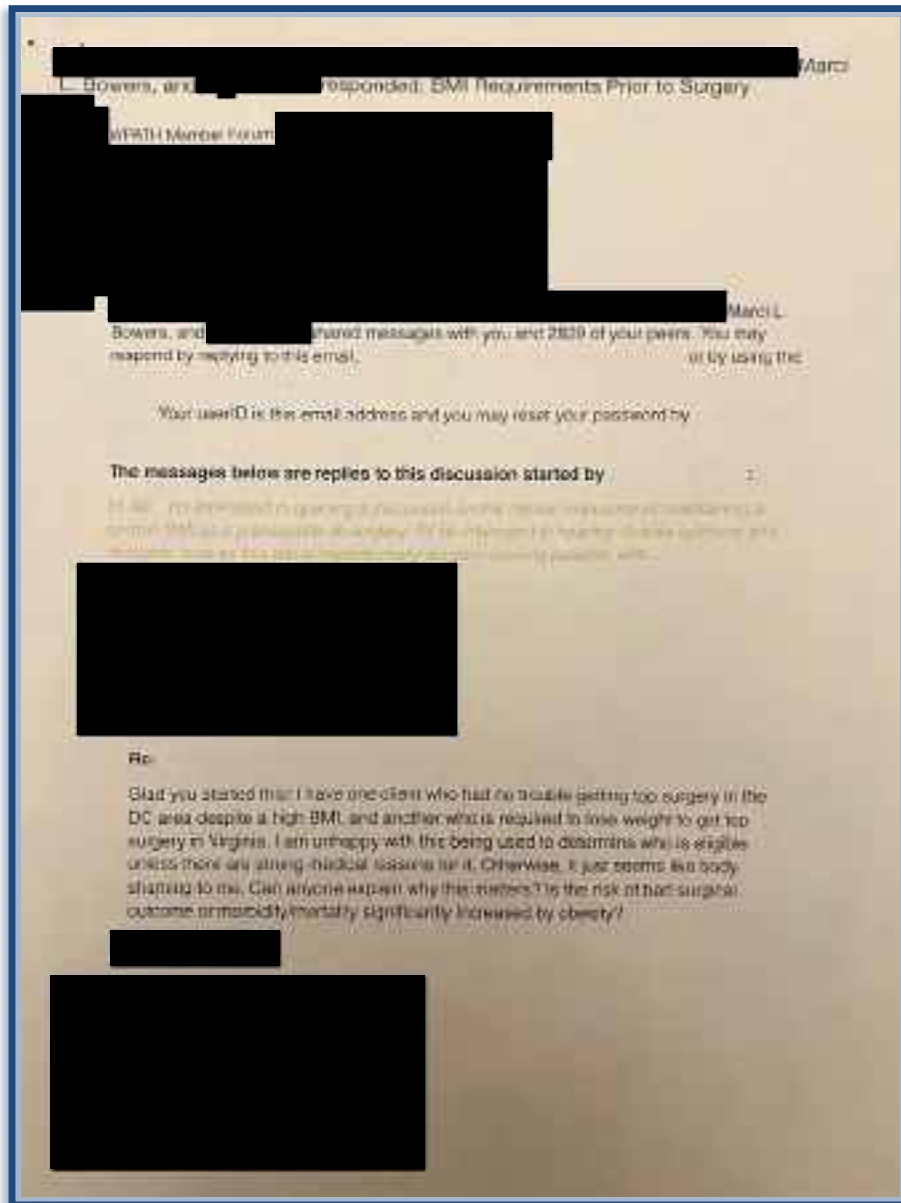 Marci
L. Bowers, and responded: BMI Requirements Prior to Surgery
WPATH Member Forum
Marci L.
Bowers, and shared messages with you and 2829 of your peers. You may
respond by replying to this email, or by using the
Your userID is this email address and you may reset your password by
The messages below are replies to this discussion started by :
Re:
Glad you started this! I have one client who had no trouble getting top surgery in the
DC area despite a high BMI, and another who is required to lose weight to get top
surgery in Virginia. I am unhappy with this being used to determine who is eligible
unless there are strong medical reasons for it. Otherwise, it just seems like body
shaming to me. Can anyone explain why this matters? Is the risk of bad surgical
outcome or morbidity/mortality significantly increased by obesity?